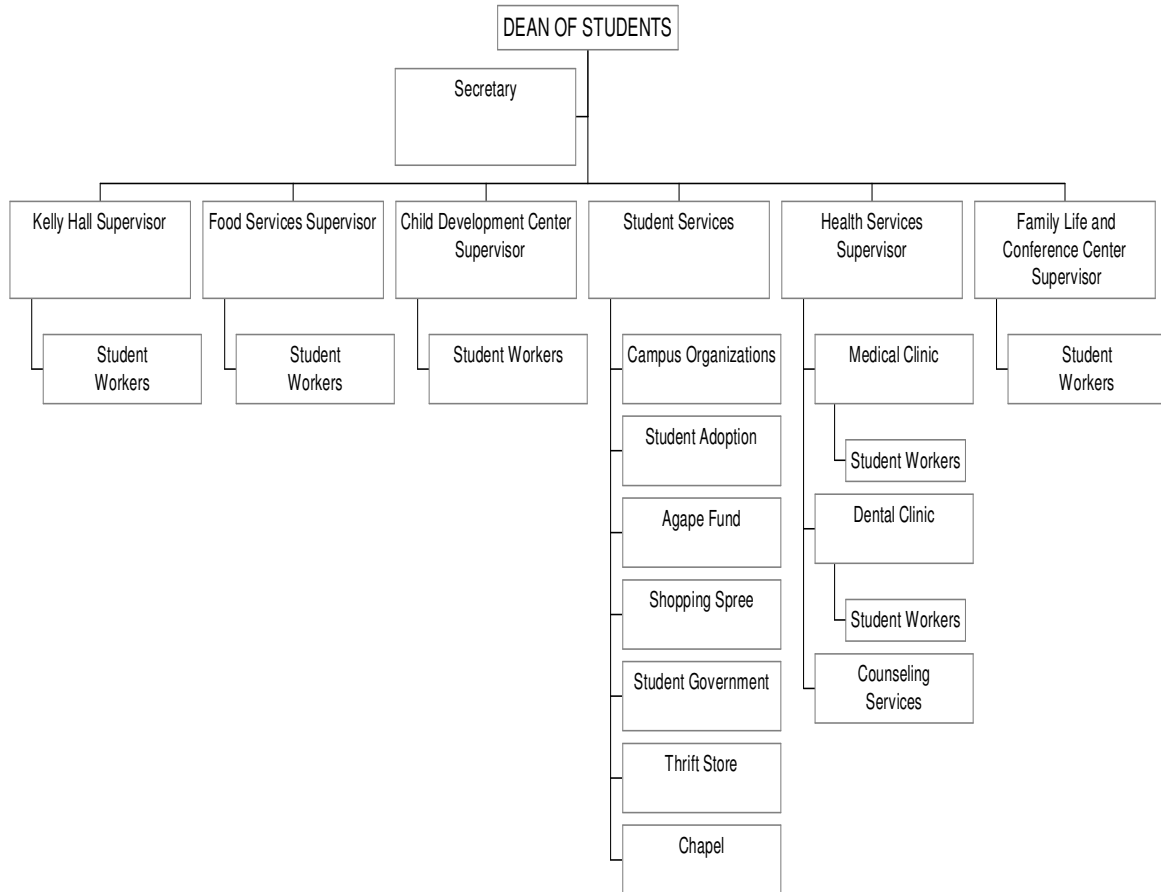 DEAN OF STUDENTS
Secretary
Kelly Hall Supervisor
Food Services Supervisor
Child Development Center
Supervisor
Student Services
Health Services
Supervisor
Family Life and
Conference Center
Supervisor
Student
Workers
Student
Workers
Student Workers
Campus Organizations
Student Adoption
Agape Fund
Shopping Spree
Student Government
Thrift Store
Chapel
Medical Clinic
Student Workers
Dental Clinic
Student Workers
Counseling
Services
Student
Workers